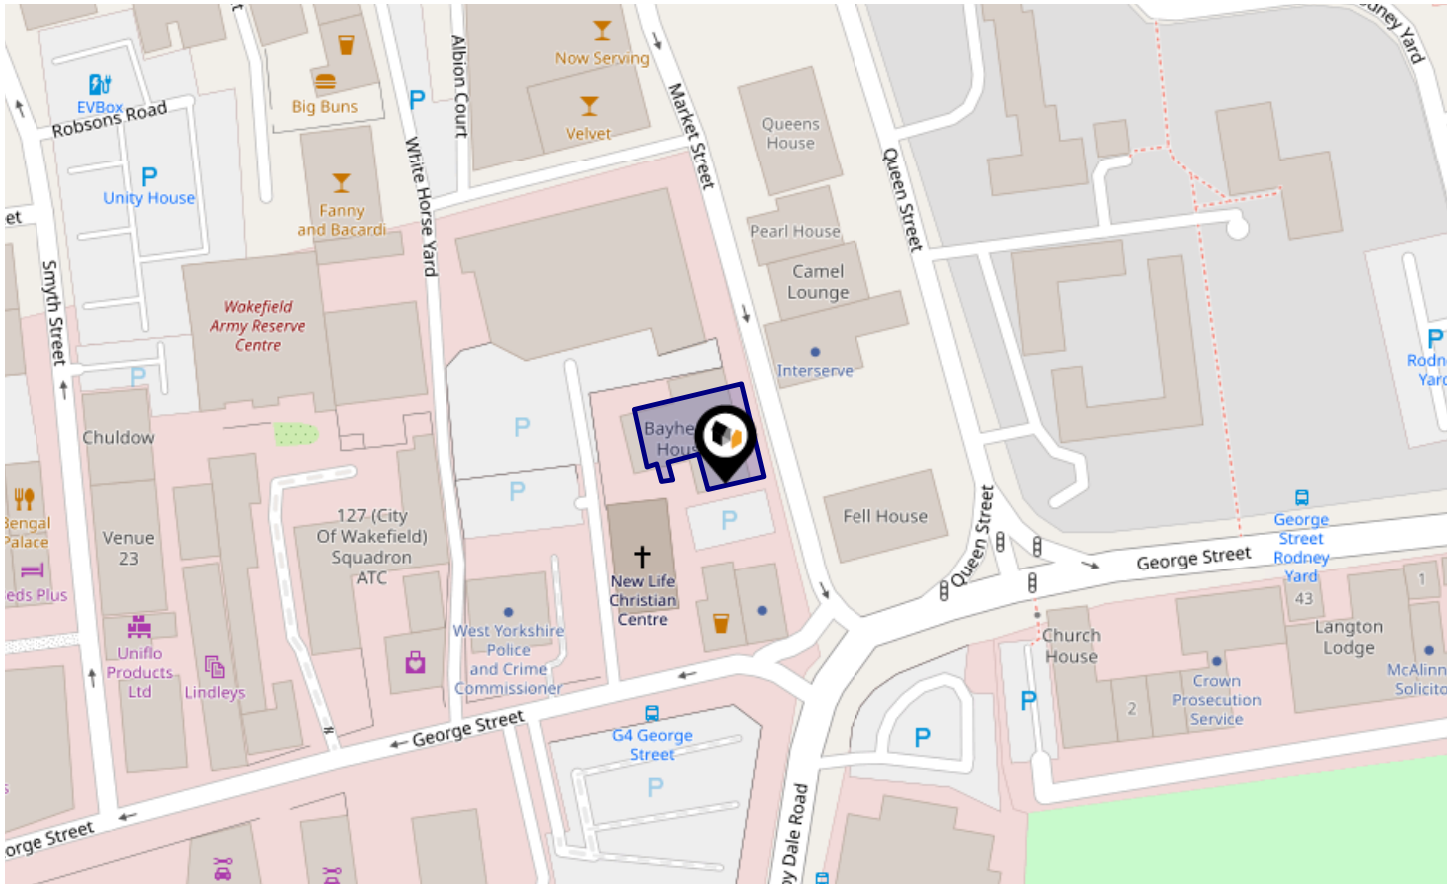 Now Serving
Velvet
Big Buns
EVBox
Robsons Road
P
Unity House
P
Fanny
and Bacardi
White Horse Yard
Albion Court
Market Street
Queens
House
Queen Street
Pearl House
Camel
Lounge
Interserve
Smyth Street
Wakefield
Army Reserve
Centre
P
Chuldow
Venue
23
Bengal
Palace
eds Plus
Uniflo
Products
Ltd
Lindleys
127 (City
Of Wakefield)
Squadron
ATC
P
P
P
West Yorkshire
Police
and Crime
Commissioner
New Life
Christian
Centre
Fell House
Queen Street
George Street
George
Street
Rodney
Yard
P
Church
House
43
1
2
Langton
Lodge
Crown
Prosecution
Service
P
P
G4 George
Street
P
George Street
orge Street
by Dale Road